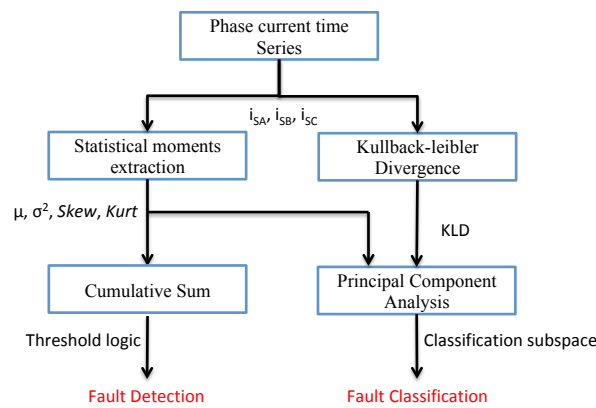 Phase current time
Series
iSA, iSB, iSC
Statistical moments
extraction
Kullback-leibler
Divergence
μ, σ², Skew, Kurt
KLD
Cumulative Sum
Principal Component
Analysis
Threshold logic
Classification subspace
Fault Detection
Fault Classification